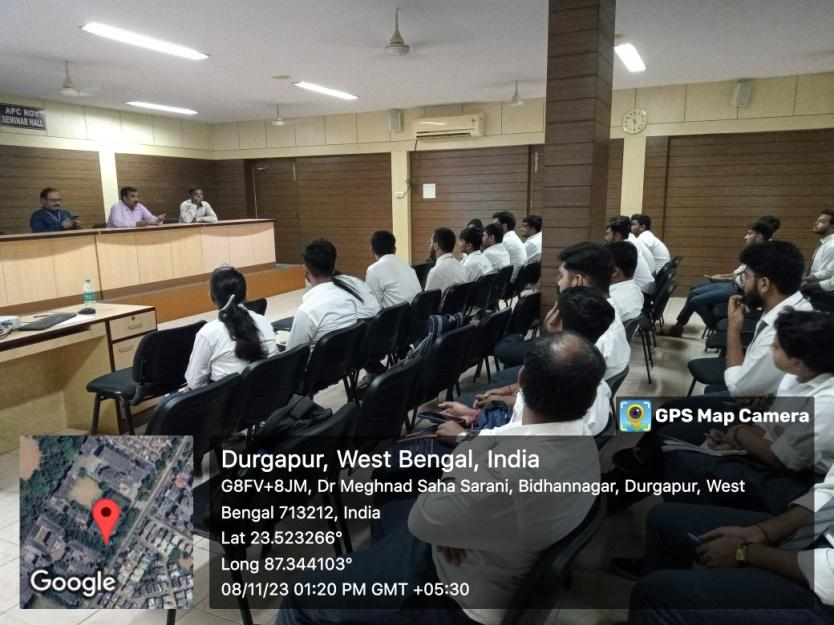 APC ROY
SEMINAR HALL
GPS Map Camera
Durgapur, West Bengal, India
G8FV+8JM, Dr Meghnad Saha Sarani, Bidhannagar, Durgapur, West
Bengal 713212, India
Lat 23.523266°
Long 87.344103°
08/11/23 01:20 PM GMT +05:30
Google